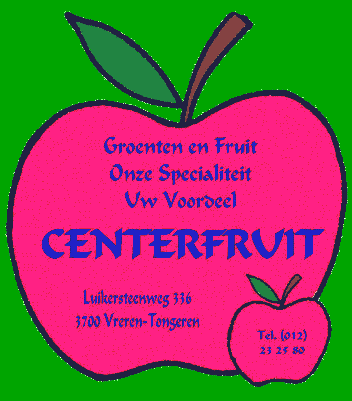 Groenten en Fruit
Onze Specialiteit
Uw Voordeel
CENTERFRUIT
Luikersteenweg 336
3700 Vreren-Tongeren
Tel. (012)
23 25 80